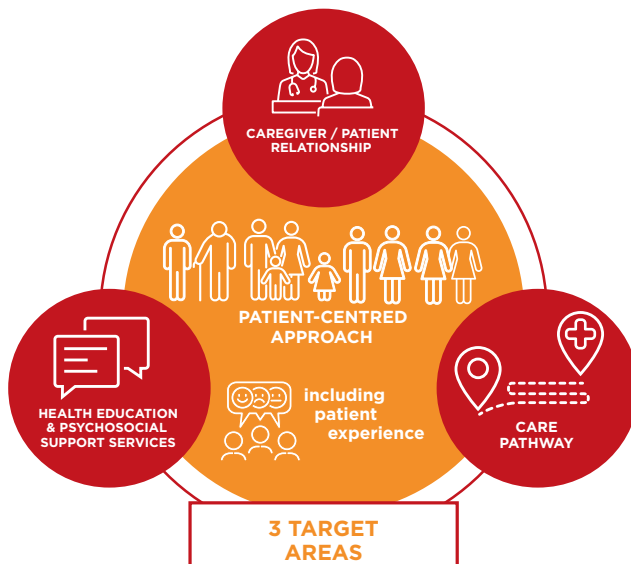 CAREGIVER / PATIENT
RELATIONSHIP
PATIENT-CENTRED
APPROACH
including
patient
experience
HEALTH EDUCATION
& PSYCHOSOCIAL
SUPPORT SERVICES
CARE
PATHWAY
3 TARGET
AREAS